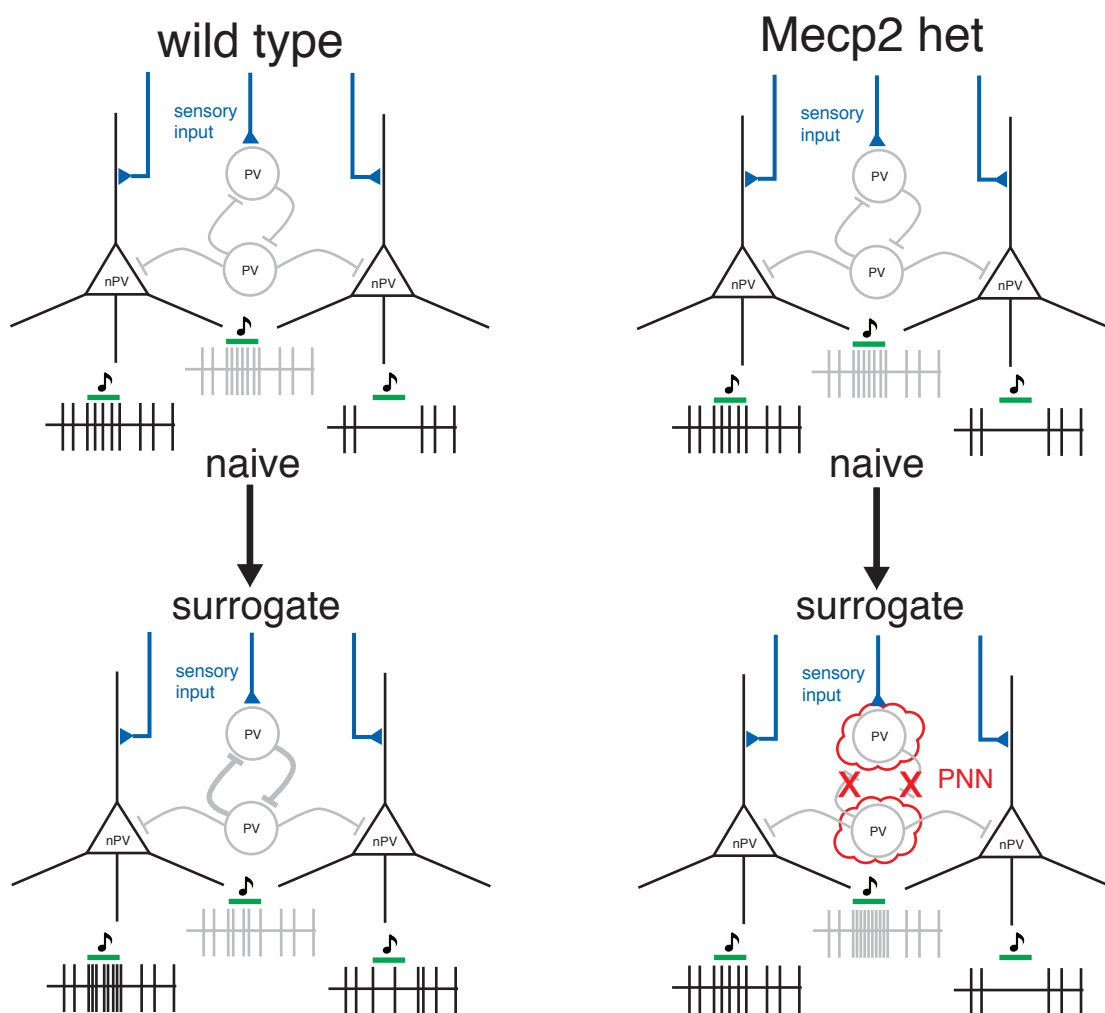 wild type
Mecp2 het
sensory
input
PV
PV
nPV
nPV
sensory
input
PV
PV
nPV
nPV
naive
naive
surrogate
surrogate
sensory
input
PV
PV
nPV
nPV
sensory
input
PV
X X PNN
PV
nPV
nPV